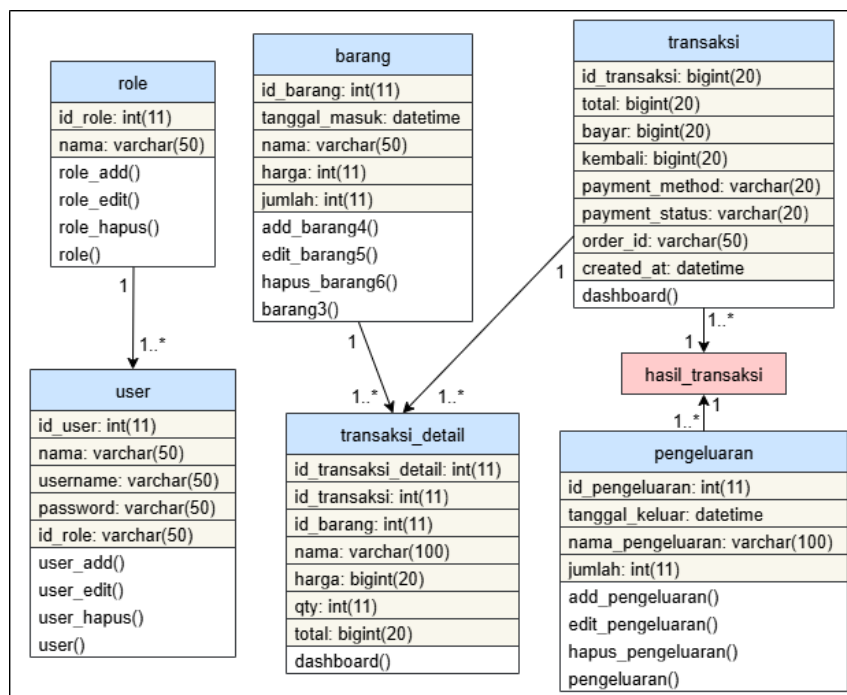 role
id_role: int(11)
nama: varchar(50)
role_add()
role_edit()
role_hapus()
role()
1
1..*
user
id_user: int(11)
nama: varchar(50)
username: varchar(50)
password: varchar(50)
id_role: varchar(50)
user_add()
user_edit()
user_hapus()
user()
barang
id_barang: int(11)
tanggal_masuk: datetime
nama: varchar(50)
harga: int(11)
jumlah: int(11)
add_barang4()
edit_barang5()
hapus_barang6()
barang3()
1
1..*
1
1..*
transaksi_detail
id_transaksi_detail: int(11)
id_transaksi: int(11)
id_barang: int(11)
nama: varchar(100)
harga: bigint(20)
qty: int(11)
total: bigint(20)
dashboard()
transaksi
id_transaksi: bigint(20)
total: bigint(20)
bayar: bigint(20)
kembali: bigint(20)
payment_method: varchar(20)
payment_status: varchar(20)
order_id: varchar(50)
created_at: datetime
dashboard()
1..*
1
hasil_transaksi
1
1..*
pengeluaran
id_pengeluaran: int(11)
tanggal_keluar: datetime
nama_pengeluaran: varchar(100)
jumlah: int(11)
add_pengeluaran()
edit_pengeluaran()
hapus_pengeluaran()
pengeluaran()